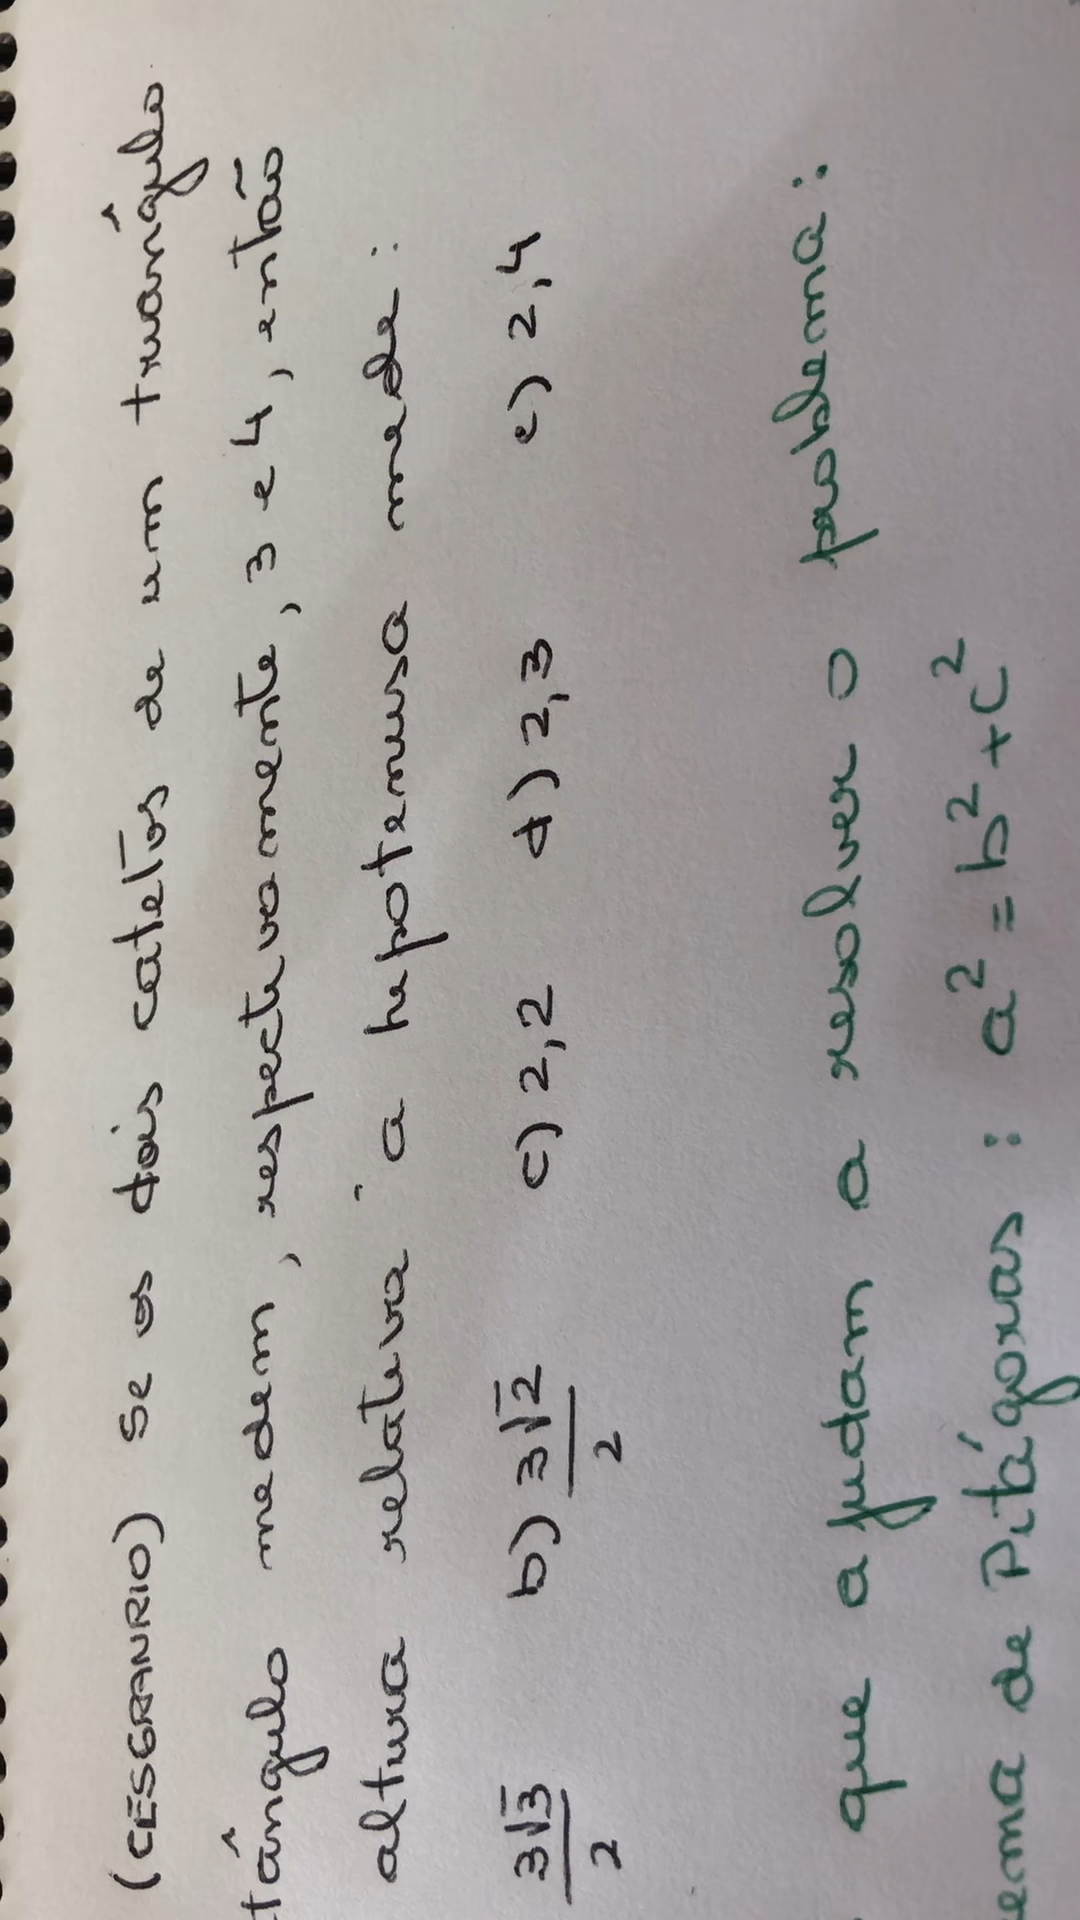 (CESGRANRIO) Se os dois catetos de um triângulo
tângulo medem, respectivamente, 3 e 4, então
altura relativa à hipotenusa mede:
3√3/2 b) 3√2/2 c) 2,2 d) 2,3 e) 2,4
que ajudam a resolver o problema:
ema de Pitágoras: a² = b² + c²